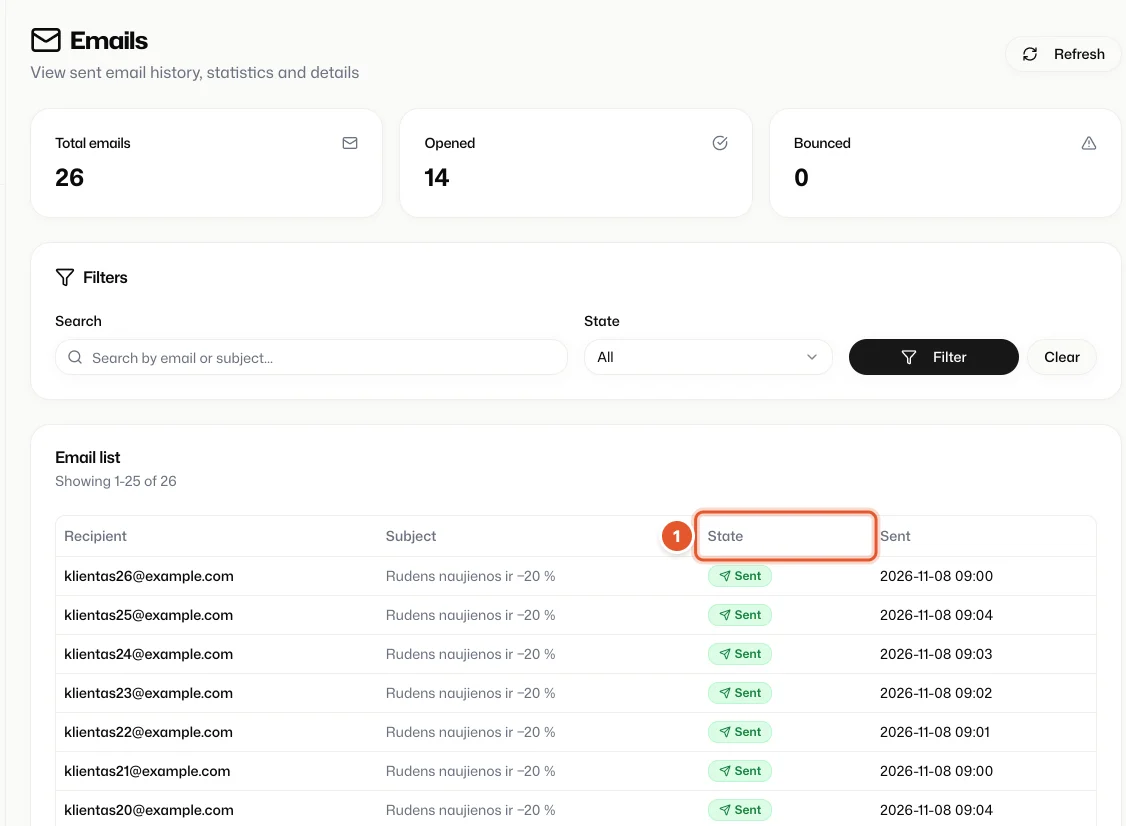 Emails
View sent email history, statistics and details
Refresh
Total emails
26
Opened
14
Bounced
0
Filters
Search
State
Search by email or subject...
All
Filter
Clear
Email list
Showing 1-25 of 26
Recipient Subject 1 State Sent
klientas26@example.com Rudens naujienos ir −20 % Sent 2026-11-08 09:00
klientas25@example.com Rudens naujienos ir −20 % Sent 2026-11-08 09:04
klientas24@example.com Rudens naujienos ir −20 % Sent 2026-11-08 09:03
klientas23@example.com Rudens naujienos ir −20 % Sent 2026-11-08 09:02
klientas22@example.com Rudens naujienos ir −20 % Sent 2026-11-08 09:01
klientas21@example.com Rudens naujienos ir −20 % Sent 2026-11-08 09:00
klientas20@example.com Rudens naujienos ir −20 % Sent 2026-11-08 09:04